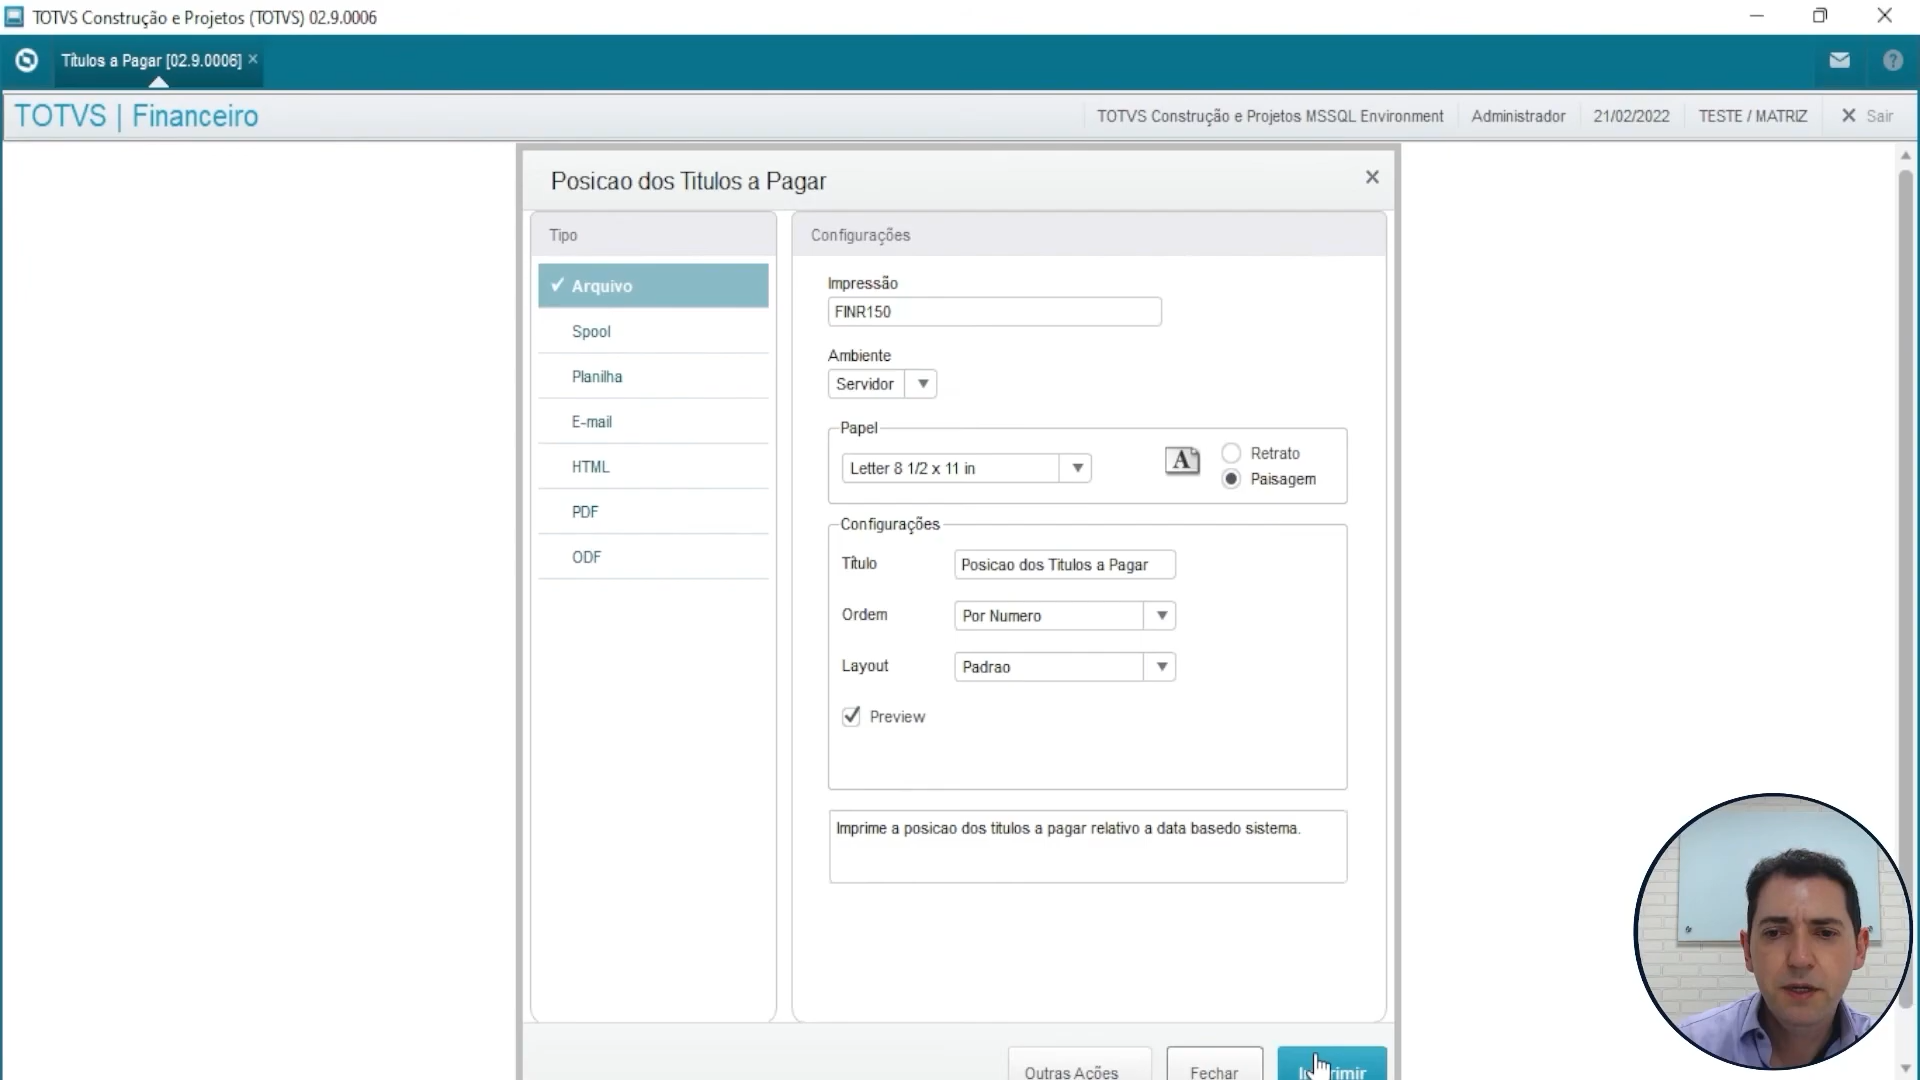 TOTVS Construção e Projetos (TOTVS) 02.9.0006
Títulos a Pagar [02.9.0006]
TOTVS | Financeiro
TOTVS Construção e Projetos MSSQL Environment
Administrador
21/02/2022
TESTE / MATRIZ
Sair
Posicao dos Titulos a Pagar
Tipo
Arquivo
Spool
Planilha
E-mail
HTML
PDF
ODF
Configurações
Impressão
FINR150
Ambiente
Servidor
Papel
Letter 8 1/2 x 11 in
Retrato
Paisagem
Configurações
Título
Posicao dos Titulos a Pagar
Ordem
Por Numero
Layout
Padrao
Preview
Imprime a posicao dos titulos a pagar relativo a data basedo sistema.
Outras Ações
Fechar